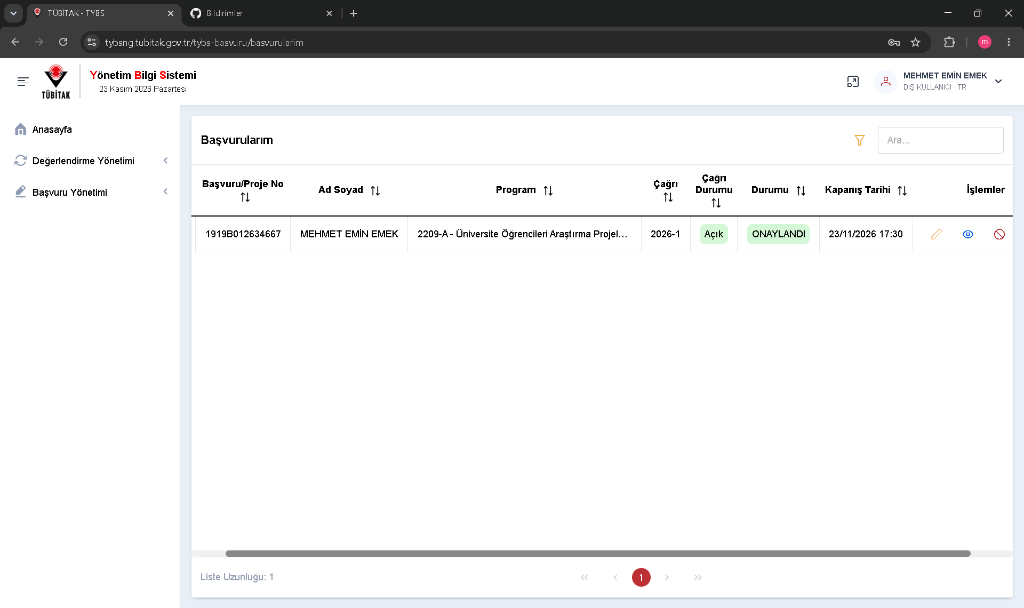 TÜBİTAK - TYBS
Bildirimler
tybsng.tubitak.gov.tr/tybs-basvuru/basvurularim
m
TÜBİTAK
Yönetim Bilgi Sistemi
23 Kasım 2026 Pazartesi
MEHMET EMİN EMEK
DIŞ KULLANICI - TR
Anasayfa
Değerlendirme Yönetimi
Başvuru Yönetimi
Başvurularım
Ara...
Başvuru/Proje No
Ad Soyad
Program
Çağrı
Çağrı Durumu
Durumu
Kapanış Tarihi
İşlemler
1919B012634667
MEHMET EMİN EMEK
2209-A - Üniversite Öğrencileri Araştırma Projel...
2026-1
Açık
ONAYLANDI
23/11/2026 17:30
Liste Uzunluğu: 1
1